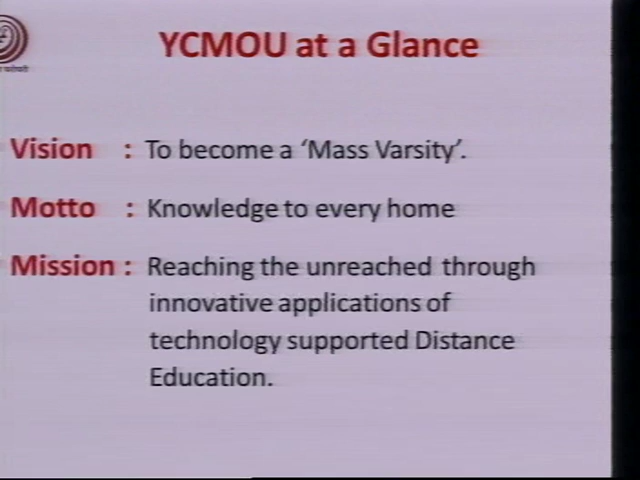 YCMOU at a Glance
Vision : To become a ‘Mass Varsity’.
Motto : Knowledge to every home
Mission : Reaching the unreached through
innovative applications of
technology supported Distance
Education.